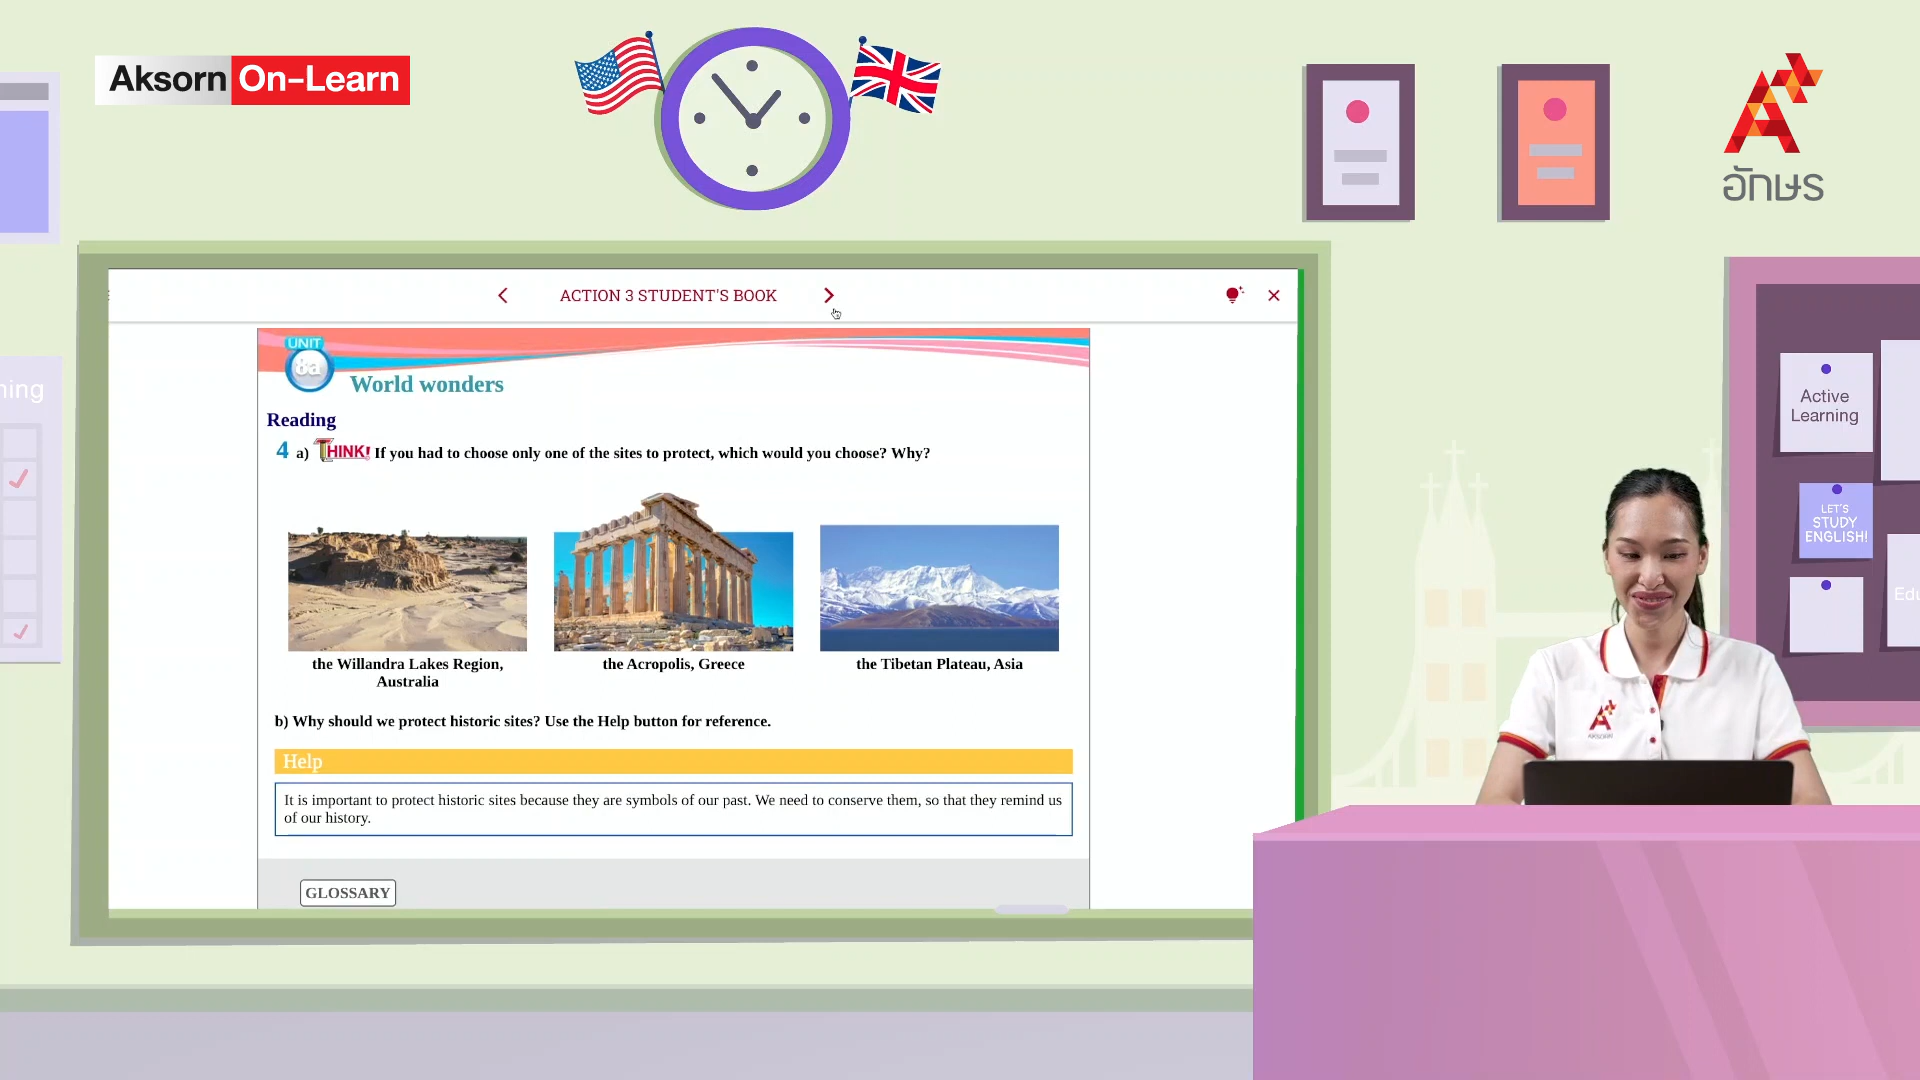 Aksorn On-Learn
อักษร
ACTION 3 STUDENT'S BOOK
UNIT
8a
World wonders
Reading
4 a) THINK! If you had to choose only one of the sites to protect, which would you choose? Why?
the Willandra Lakes Region,
Australia
the Acropolis, Greece
the Tibetan Plateau, Asia
b) Why should we protect historic sites? Use the Help button for reference.
Help
It is important to protect historic sites because they are symbols of our past. We need to conserve them, so that they remind us
of our history.
GLOSSARY
Active
Learning
LET'S
STUDY
ENGLISH!